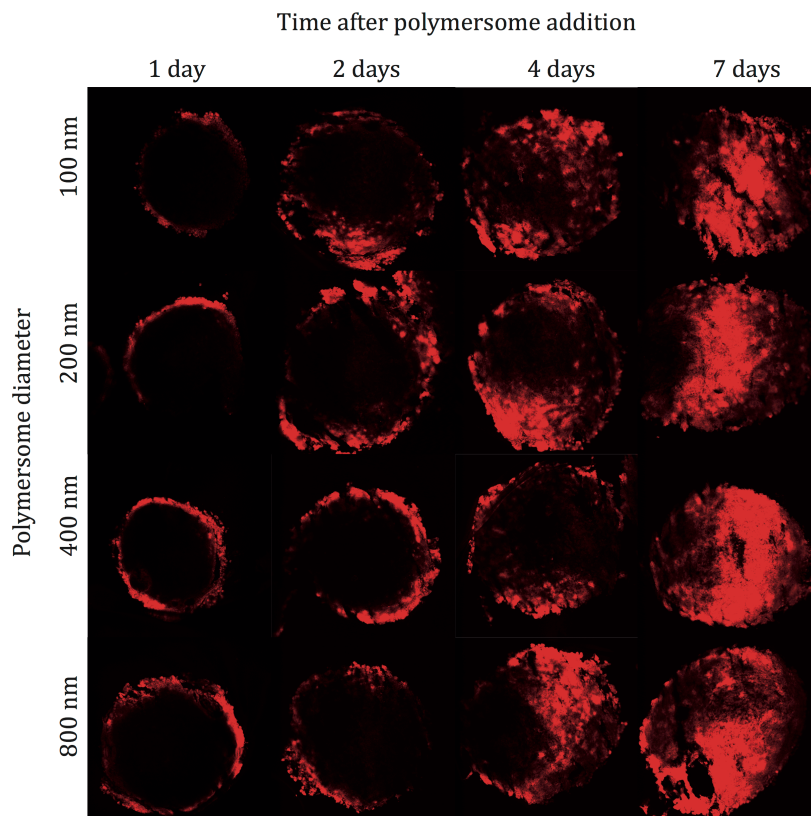 Time after polymersome addition
1 day 2 days 4 days 7 days
Polymersome diameter
100 nm
200 nm
400 nm
800 nm